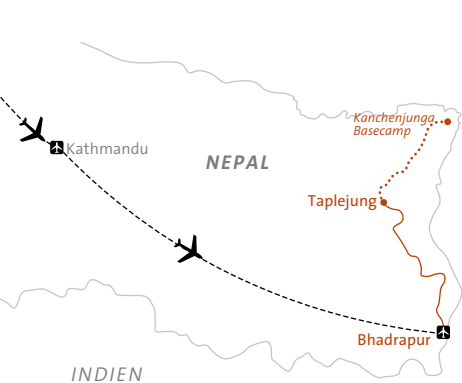 Kanchenjunga
Basecamp
Kathmandu
NEPAL
Taplejung
Bhadrapur
INDIEN